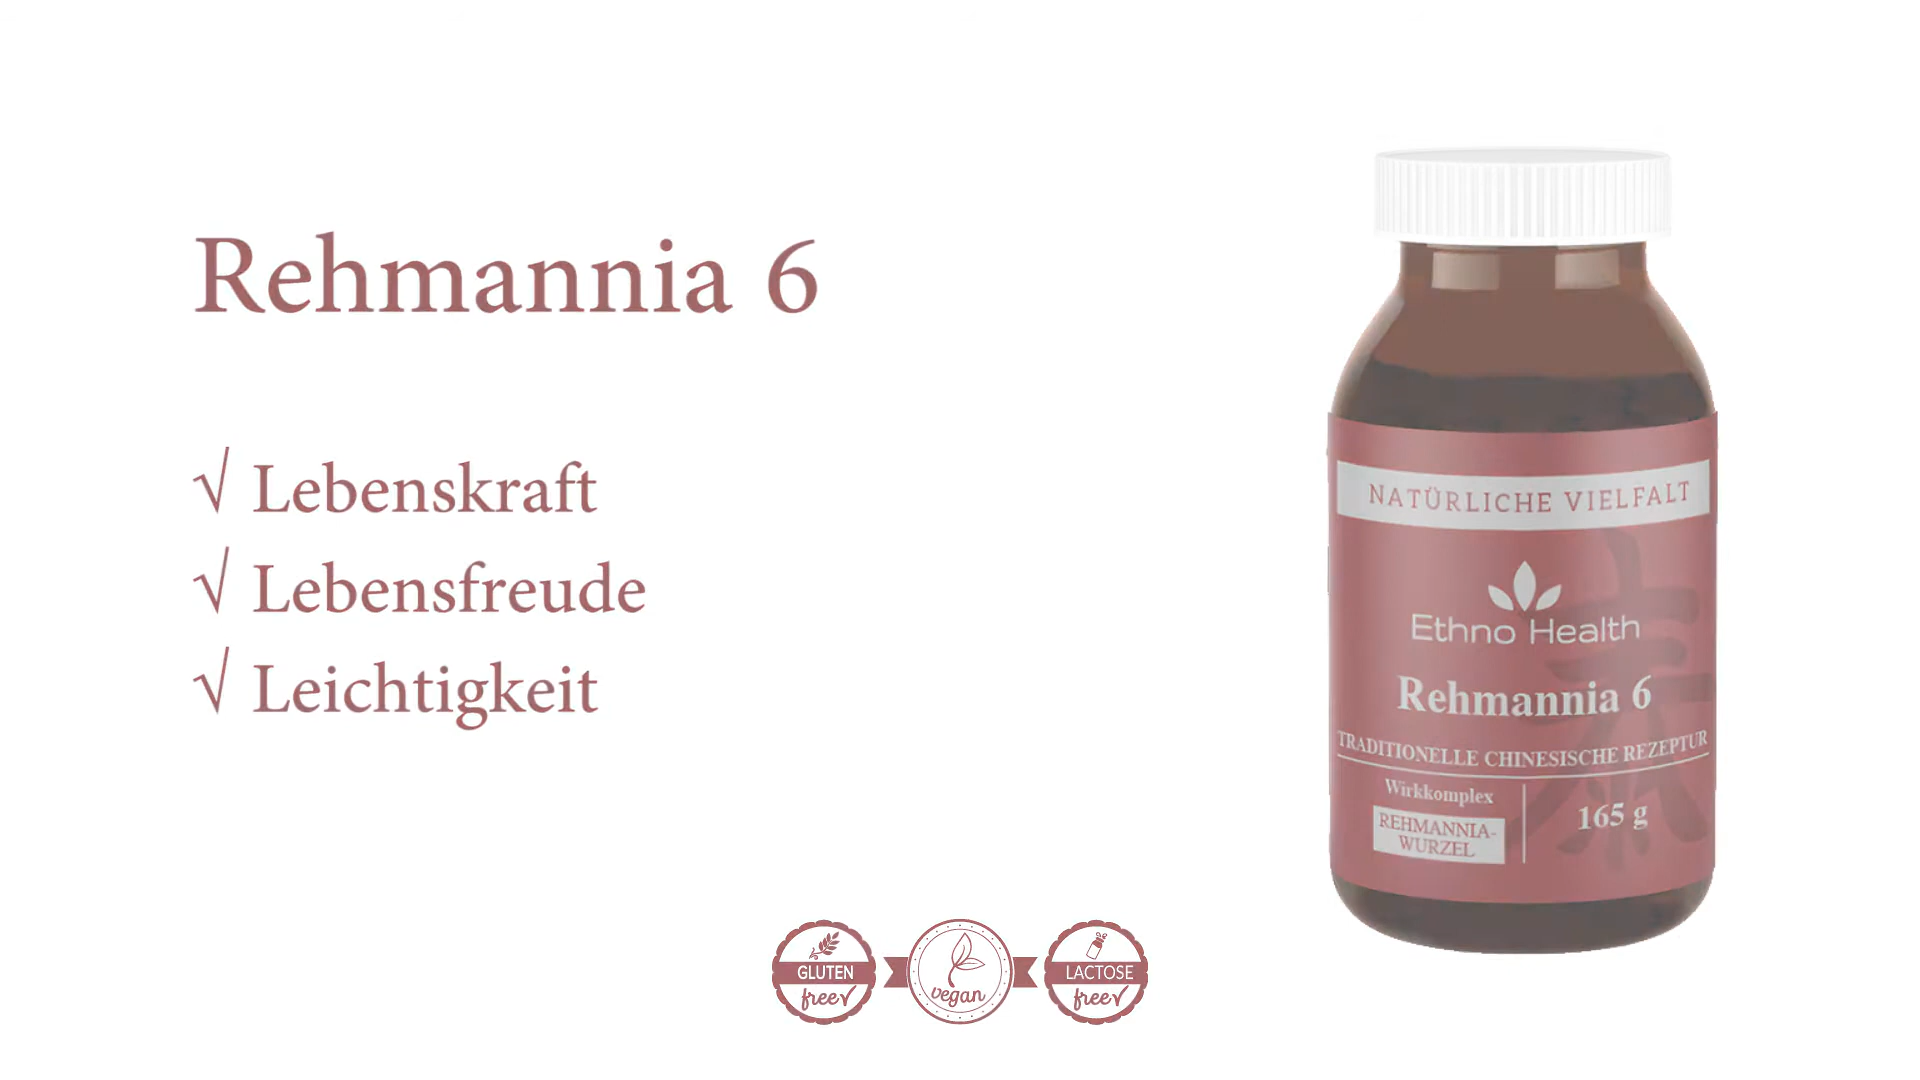 Rehmannia 6
√ Lebenskraft
√ Lebensfreude
√ Leichtigkeit
NATÜRLICHE VIELFALT
Ethno Health
Rehmannia 6
TRADITIONELLE CHINESISCHE REZEPTUR
Wirkkomplex
REHMANNIA-
WURZEL
165 g
GLUTEN
free
vegan
LACTOSE
free